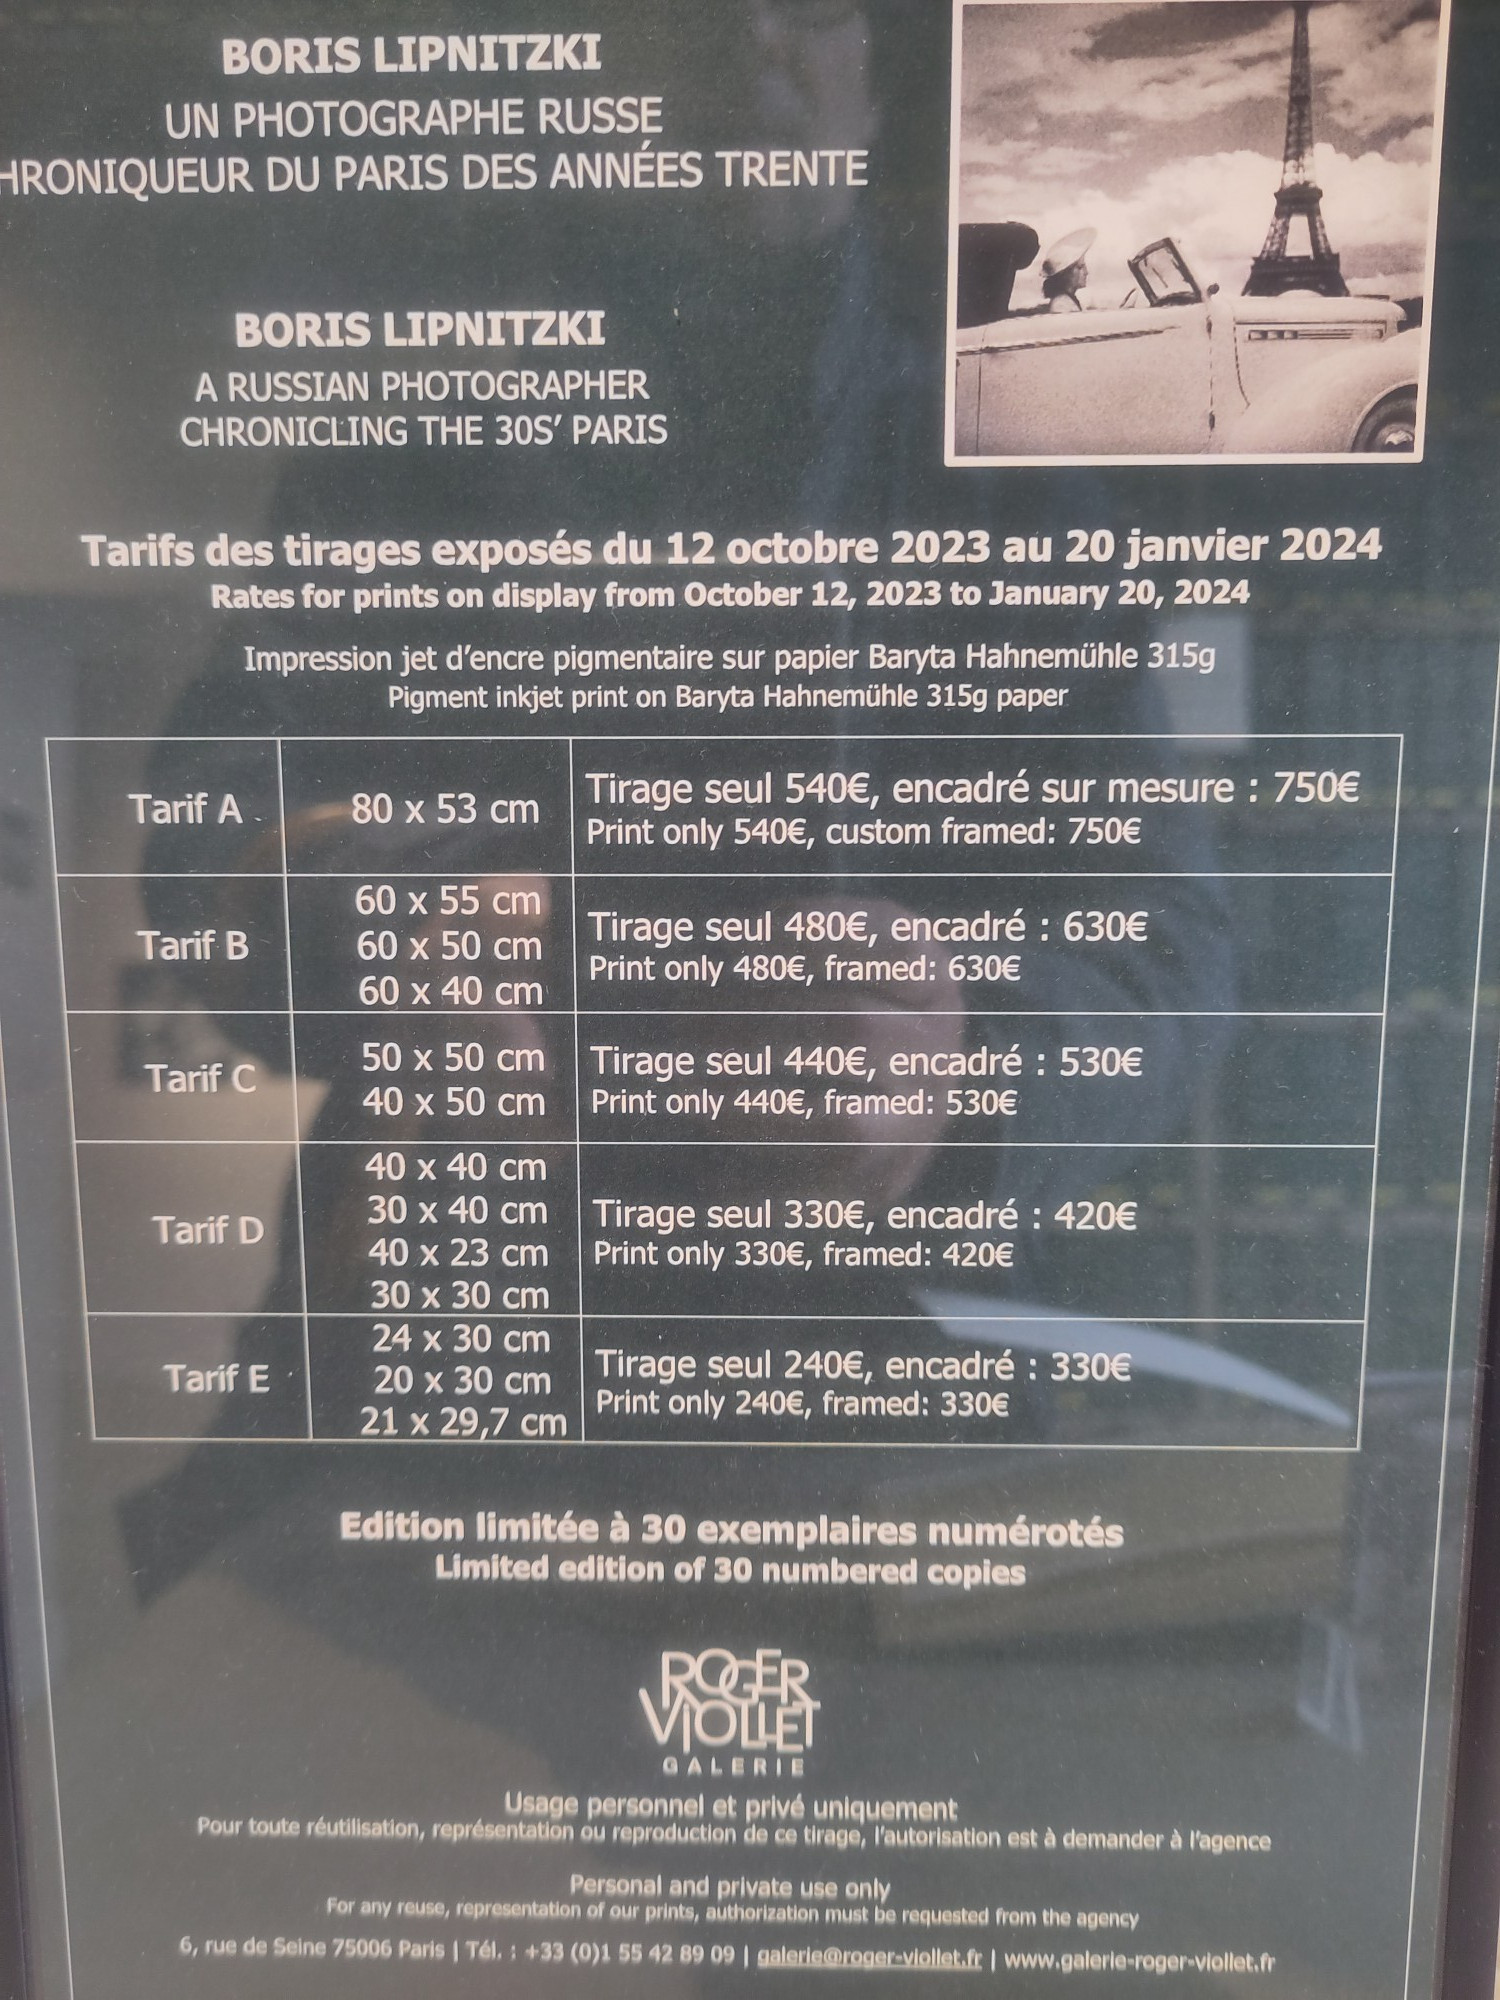 BORIS LIPNITZKI
UN PHOTOGRAPHE RUSSE
HRONIQUEUR DU PARIS DES ANNÉES TRENTE
BORIS LIPNITZKI
A RUSSIAN PHOTOGRAPHER
CHRONICLING THE 30S' PARIS
Tarifs des tirages exposés du 12 octobre 2023 au 20 janvier 2024
Rates for prints on display from October 12, 2023 to January 20, 2024
Impression jet d'encre pigmentaire sur papier Baryta Hahnemühle 315g
Pigment inkjet print on Baryta Hahnemühle 315g paper
Tarif A
80 x 53 cm
Tirage seul 540€, encadré sur mesure : 750€
Print only 540€, custom framed: 750€
Tarif B
60 x 55 cm
60 x 50 cm
60 x 40 cm
Tirage seul 480€, encadré : 630€
Print only 480€, framed: 630€
Tarif C
50 x 50 cm
40 x 50 cm
Tirage seul 440€, encadré : 530€
Print only 440€, framed: 530€
Tarif D
40 x 40 cm
30 x 40 cm
40 x 23 cm
30 x 30 cm
Tirage seul 330€, encadré : 420€
Print only 330€, framed: 420€
Tarif E
24 x 30 cm
20 x 30 cm
21 x 29,7 cm
Tirage seul 240€, encadré : 330€
Print only 240€, framed: 330€
Edition limitée à 30 exemplaires numérotés
Limited edition of 30 numbered copies
ROGER
VIOLLET
GALERIE
Usage personnel et privé uniquement
Pour toute réutilisation, représentation ou reproduction de ce tirage, l'autorisation est à demander à l'agence
Personal and private use only
For any reuse, representation of our prints, authorization must be requested from the agency
6, rue de Seine 75006 Paris | Tél. : +33 (0)1 55 42 89 09 | galerie@roger-viollet.fr | www.galerie-roger-viollet.fr